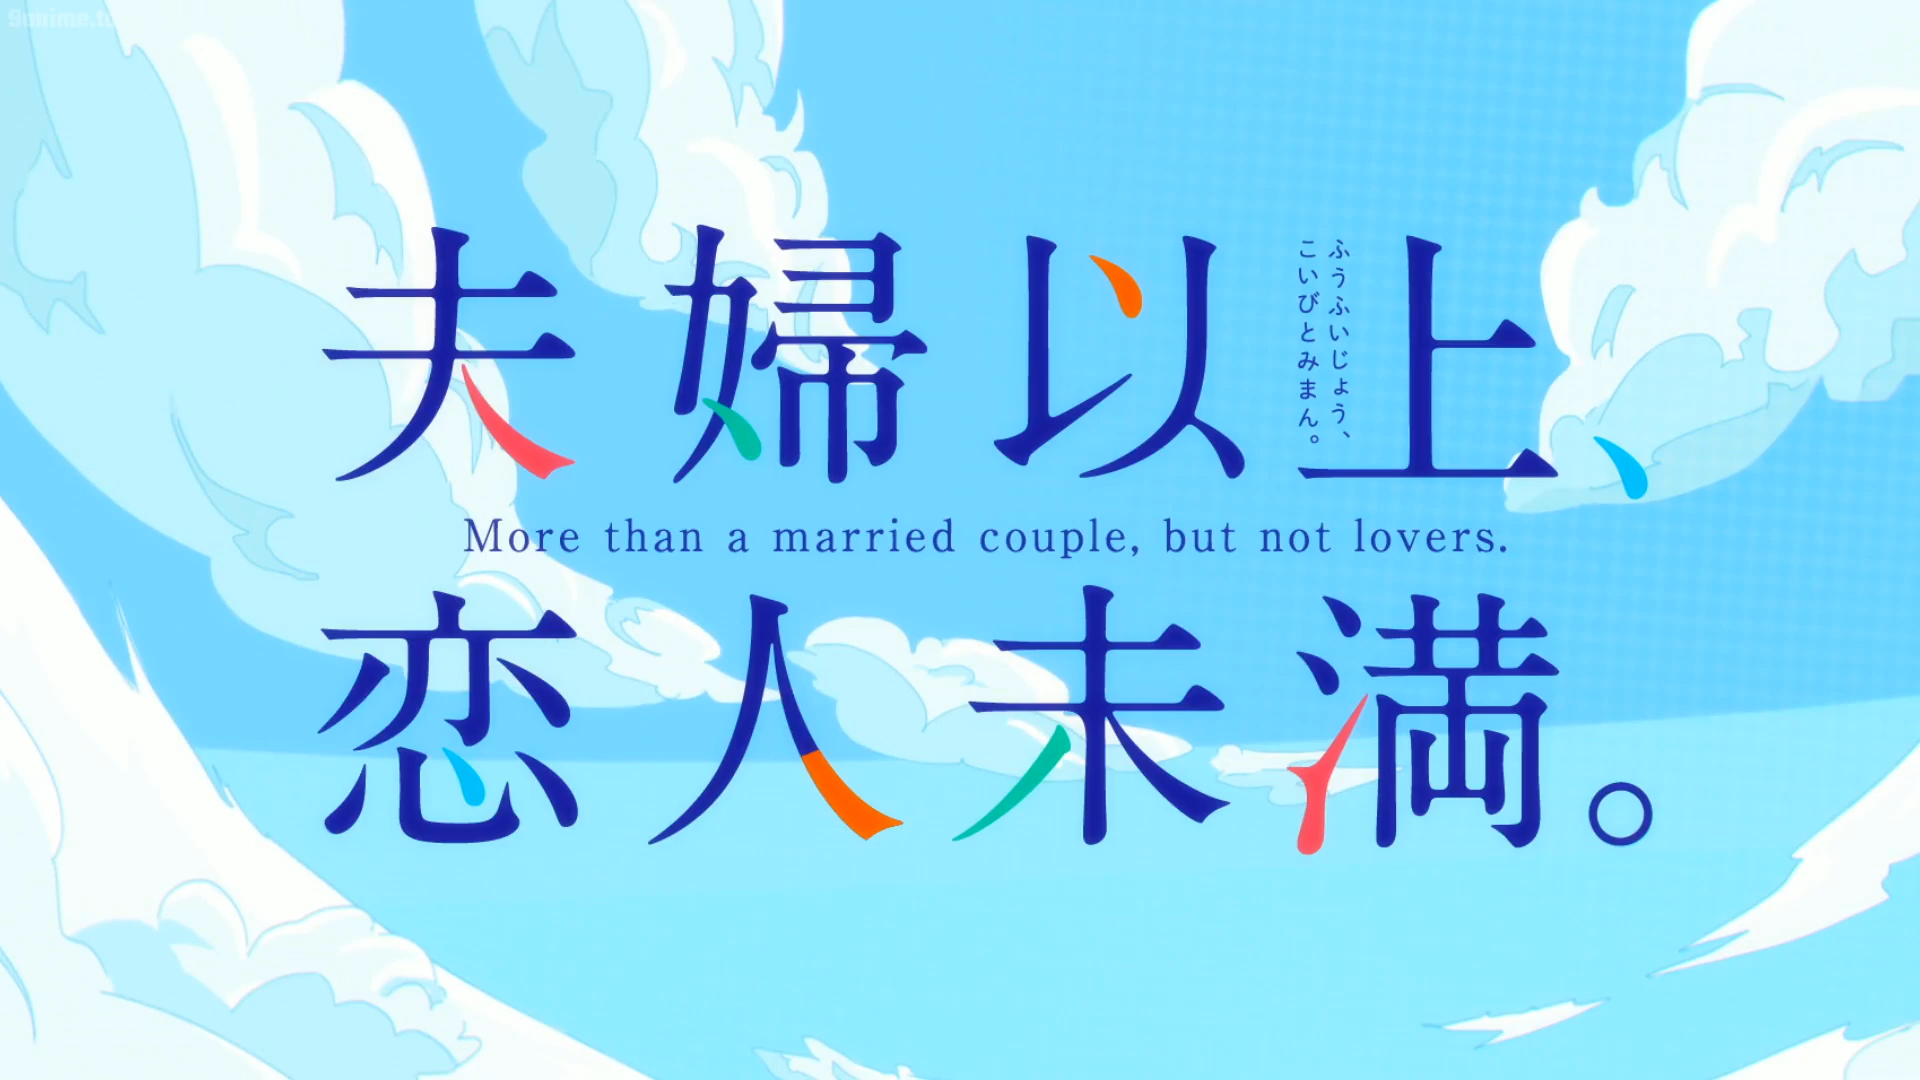 夫婦以上、
ふうふいじょう、
こいびとみまん。
More than a married couple, but not lovers.
恋人未満。